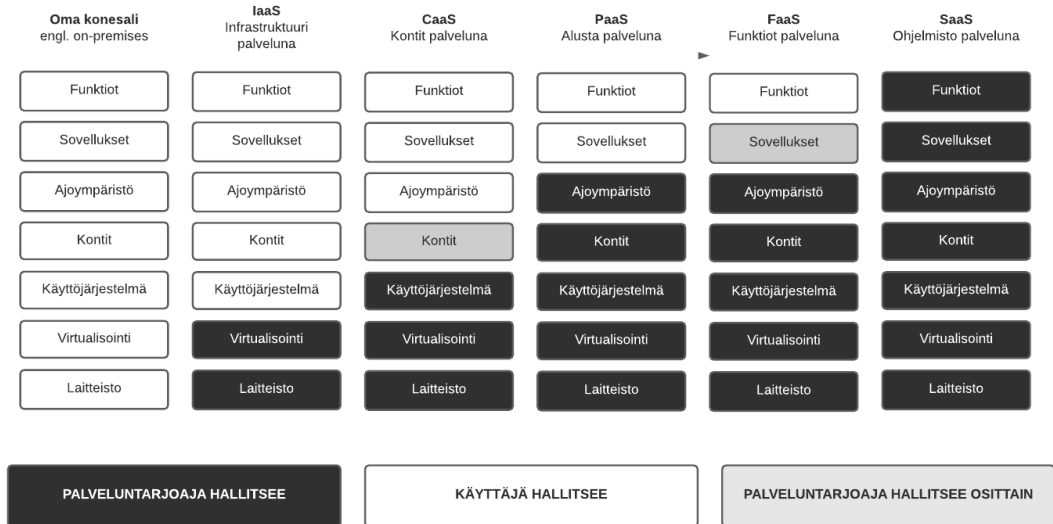 Oma konesali
engl. on-premises
IaaS
Infrastruktuuri
palveluna
CaaS
Kontit palveluna
PaaS
Alusta palveluna
FaaS
Funktiot palveluna
SaaS
Ohjelmisto palveluna
Funktiot Funktiot Funktiot Funktiot Funktiot Funktiot
Sovellukset Sovellukset Sovellukset Sovellukset Sovellukset Sovellukset
Ajoympäristö Ajoympäristö Ajoympäristö Ajoympäristö Ajoympäristö Ajoympäristö
Kontit Kontit Kontit Kontit Kontit Kontit
Käyttöjärjestelmä Käyttöjärjestelmä Käyttöjärjestelmä Käyttöjärjestelmä Käyttöjärjestelmä Käyttöjärjestelmä
Virtualisointi Virtualisointi Virtualisointi Virtualisointi Virtualisointi Virtualisointi
Laitteisto Laitteisto Laitteisto Laitteisto Laitteisto Laitteisto
PALVELUNTARJOAJA HALLITSEE KÄYTTÄJÄ HALLITSEE PALVELUNTARJOAJA HALLITSEE OSITTAIN